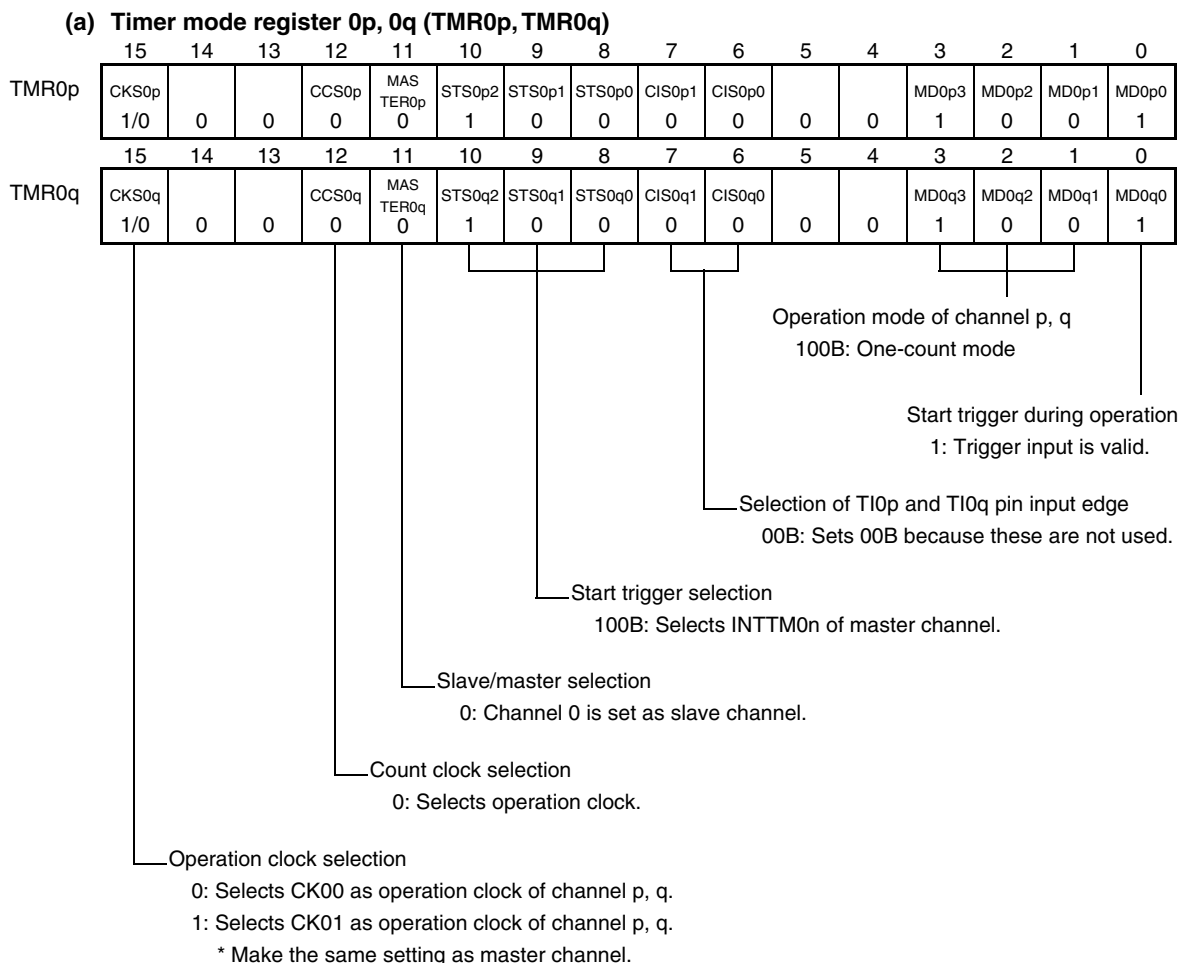 (a) Timer mode register 0p, 0q (TMR0p, TMR0q)
15 14 13 12 11 10 9 8 7 6 5 4 3 2 1 0
TMR0p CKS0p CCS0p MAS TER0p STS0p2 STS0p1 STS0p0 CIS0p1 CIS0p0 MD0p3 MD0p2 MD0p1 MD0p0
1/0 0 0 0 0 1 0 0 0 0 0 0 1 0 0 1
15 14 13 12 11 10 9 8 7 6 5 4 3 2 1 0
TMR0q CKS0q CCS0q MAS TER0q STS0q2 STS0q1 STS0q0 CIS0q1 CIS0q0 MD0q3 MD0q2 MD0q1 MD0q0
1/0 0 0 0 0 1 0 0 0 0 0 0 1 0 0 1
Operation mode of channel p, q
100B: One-count mode
Start trigger during operation
1: Trigger input is valid.
Selection of TI0p and TI0q pin input edge
00B: Sets 00B because these are not used.
Start trigger selection
100B: Selects INTTM0n of master channel.
Slave/master selection
0: Channel 0 is set as slave channel.
Count clock selection
0: Selects operation clock.
Operation clock selection
0: Selects CK00 as operation clock of channel p, q.
1: Selects CK01 as operation clock of channel p, q.
* Make the same setting as master channel.